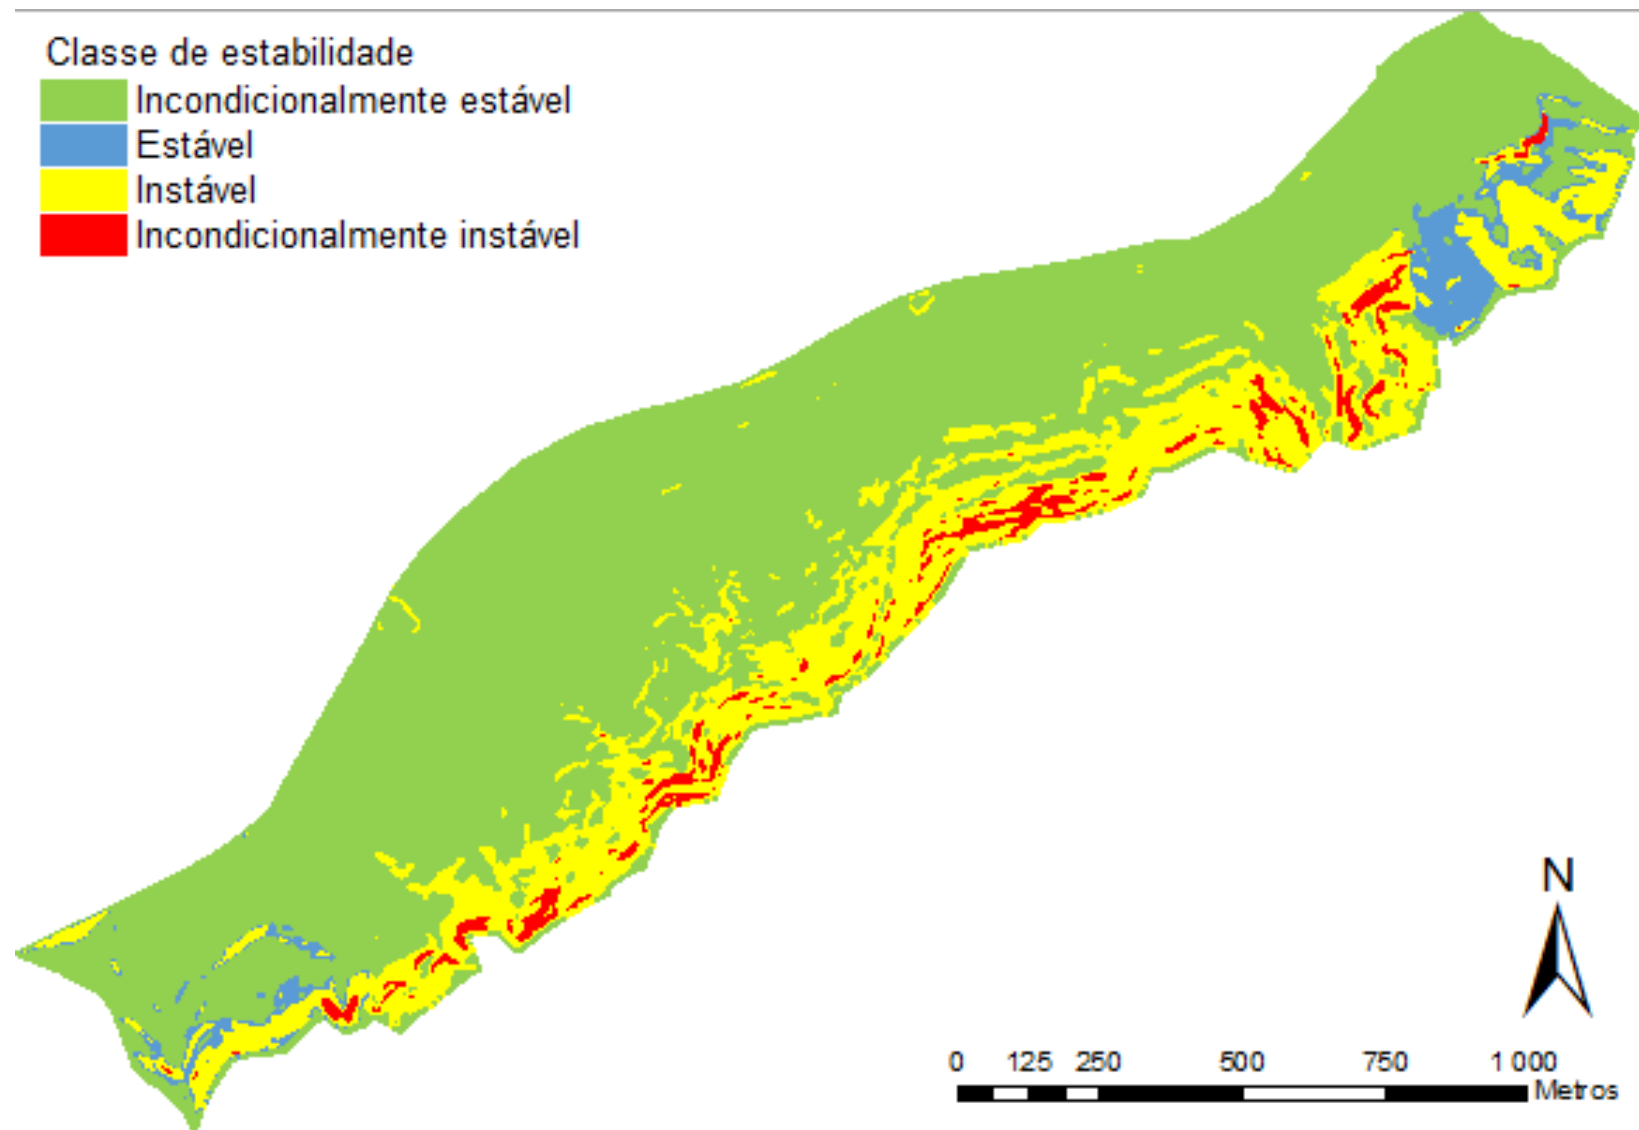 Classe de estabilidade
Incondicionalmente estável
Estável
Instável
Incondicionalmente instável
N
0 125 250 500 750 1 000
Metros